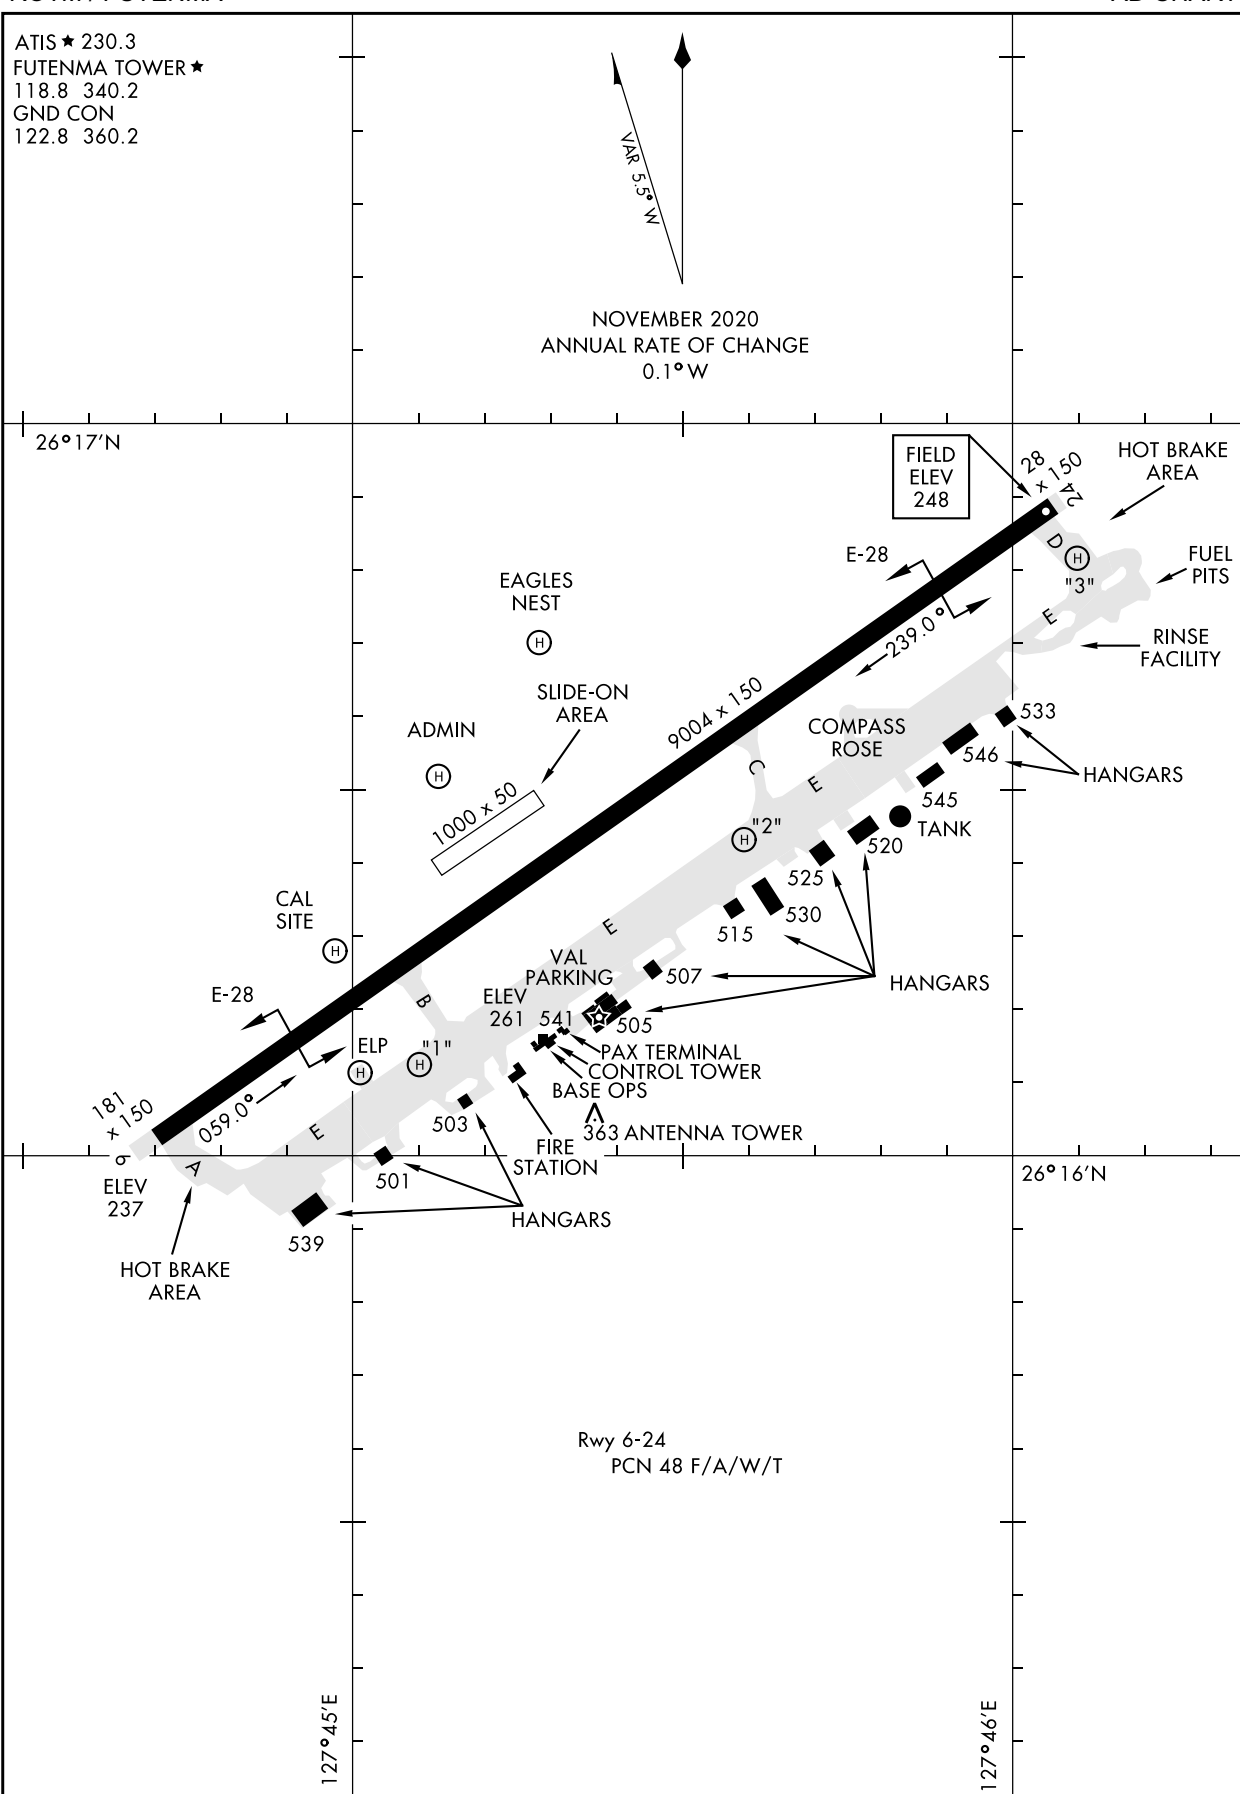 ATIS ★ 230.3
FUTENMA TOWER ★
118.8 340.2
GND CON
122.8 360.2
VAR 5.5° W
NOVEMBER 2020
ANNUAL RATE OF CHANGE
0.1° W
26°17'N
FIELD
ELEV
248
28
x 150
24
HOT BRAKE
AREA
D
H
"3"
FUEL
PITS
E-28
E
239.0°
RINSE
FACILITY
EAGLES
NEST
H
SLIDE-ON
AREA
9004 x 150
ADMIN
H
1000 x 50
COMPASS
ROSE
533
546
HANGARS
545
C
E
TANK
520
"2"
H
525
530
515
CAL
SITE
H
E
VAL
PARKING
507
HANGARS
E-28
B
ELEV
261
541
505
ELP
H
"1"
H
PAX TERMINAL
CONTROL TOWER
BASE OPS
059.0°
181
x 150
6
503
363 ANTENNA TOWER
FIRE
STATION
E
A
ELEV
237
501
26°16'N
HANGARS
539
HOT BRAKE
AREA
Rwy 6-24
PCN 48 F/A/W/T
127°45'E
127°46'E